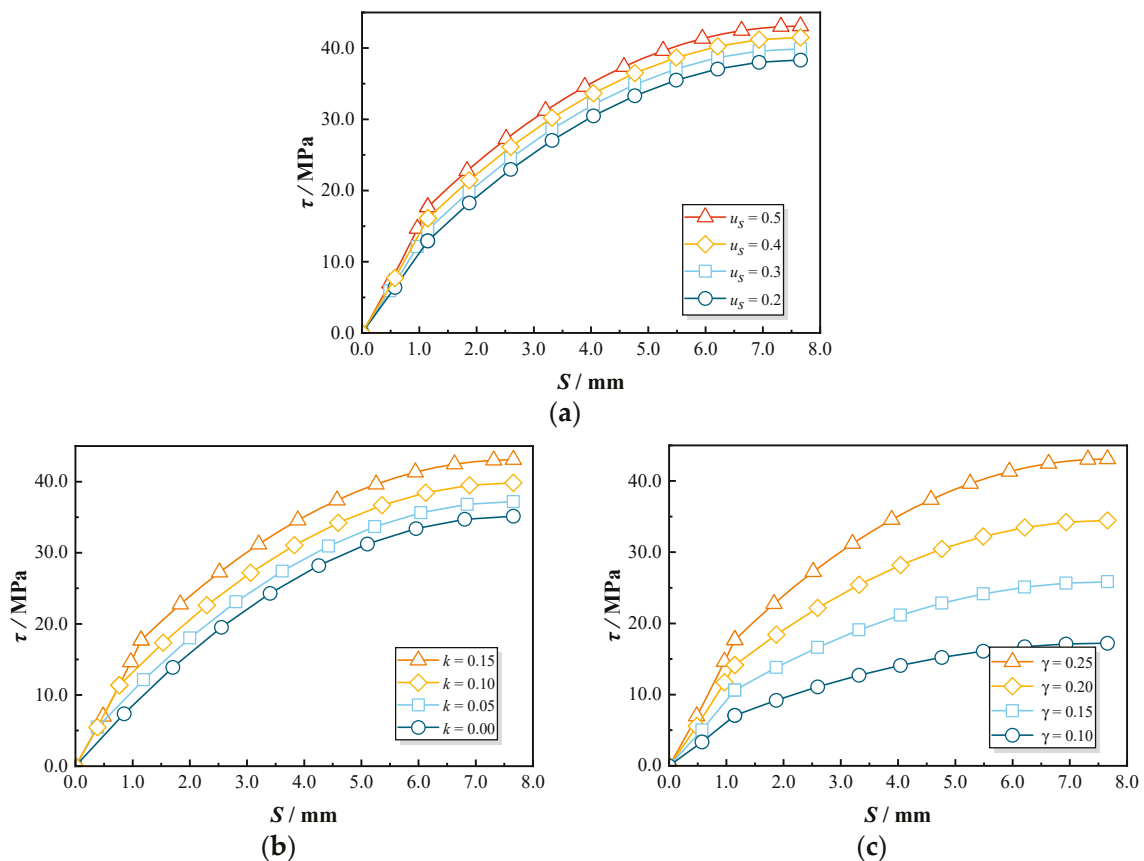 40.0
30.0
20.0
10.0
0.0
τ / MPa
u_s = 0.5
u_s = 0.4
u_s = 0.3
u_s = 0.2
0.0 1.0 2.0 3.0 4.0 5.0 6.0 7.0 8.0
S / mm
(a)
40.0
30.0
20.0
10.0
0.0
τ / MPa
k = 0.15
k = 0.10
k = 0.05
k = 0.00
0.0 1.0 2.0 3.0 4.0 5.0 6.0 7.0 8.0
S / mm
(b)
40.0
30.0
20.0
10.0
0.0
τ / MPa
γ = 0.25
γ = 0.20
γ = 0.15
γ = 0.10
0.0 1.0 2.0 3.0 4.0 5.0 6.0 7.0 8.0
S / mm
(c)